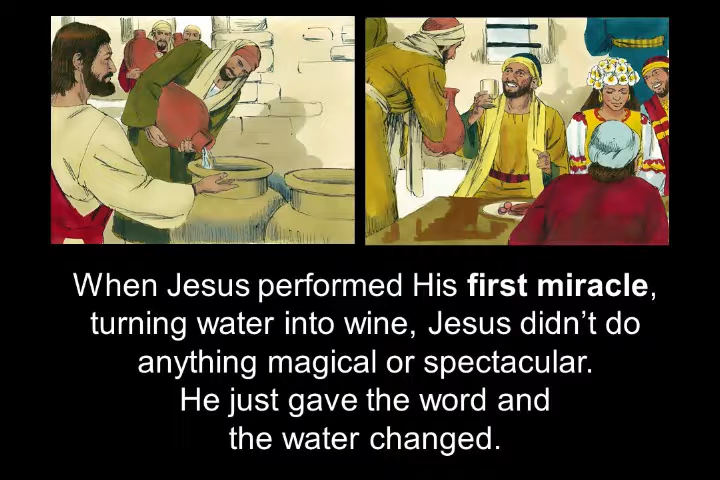 When Jesus performed His first miracle,
turning water into wine, Jesus didn’t do
anything magical or spectacular.
He just gave the word and
the water changed.